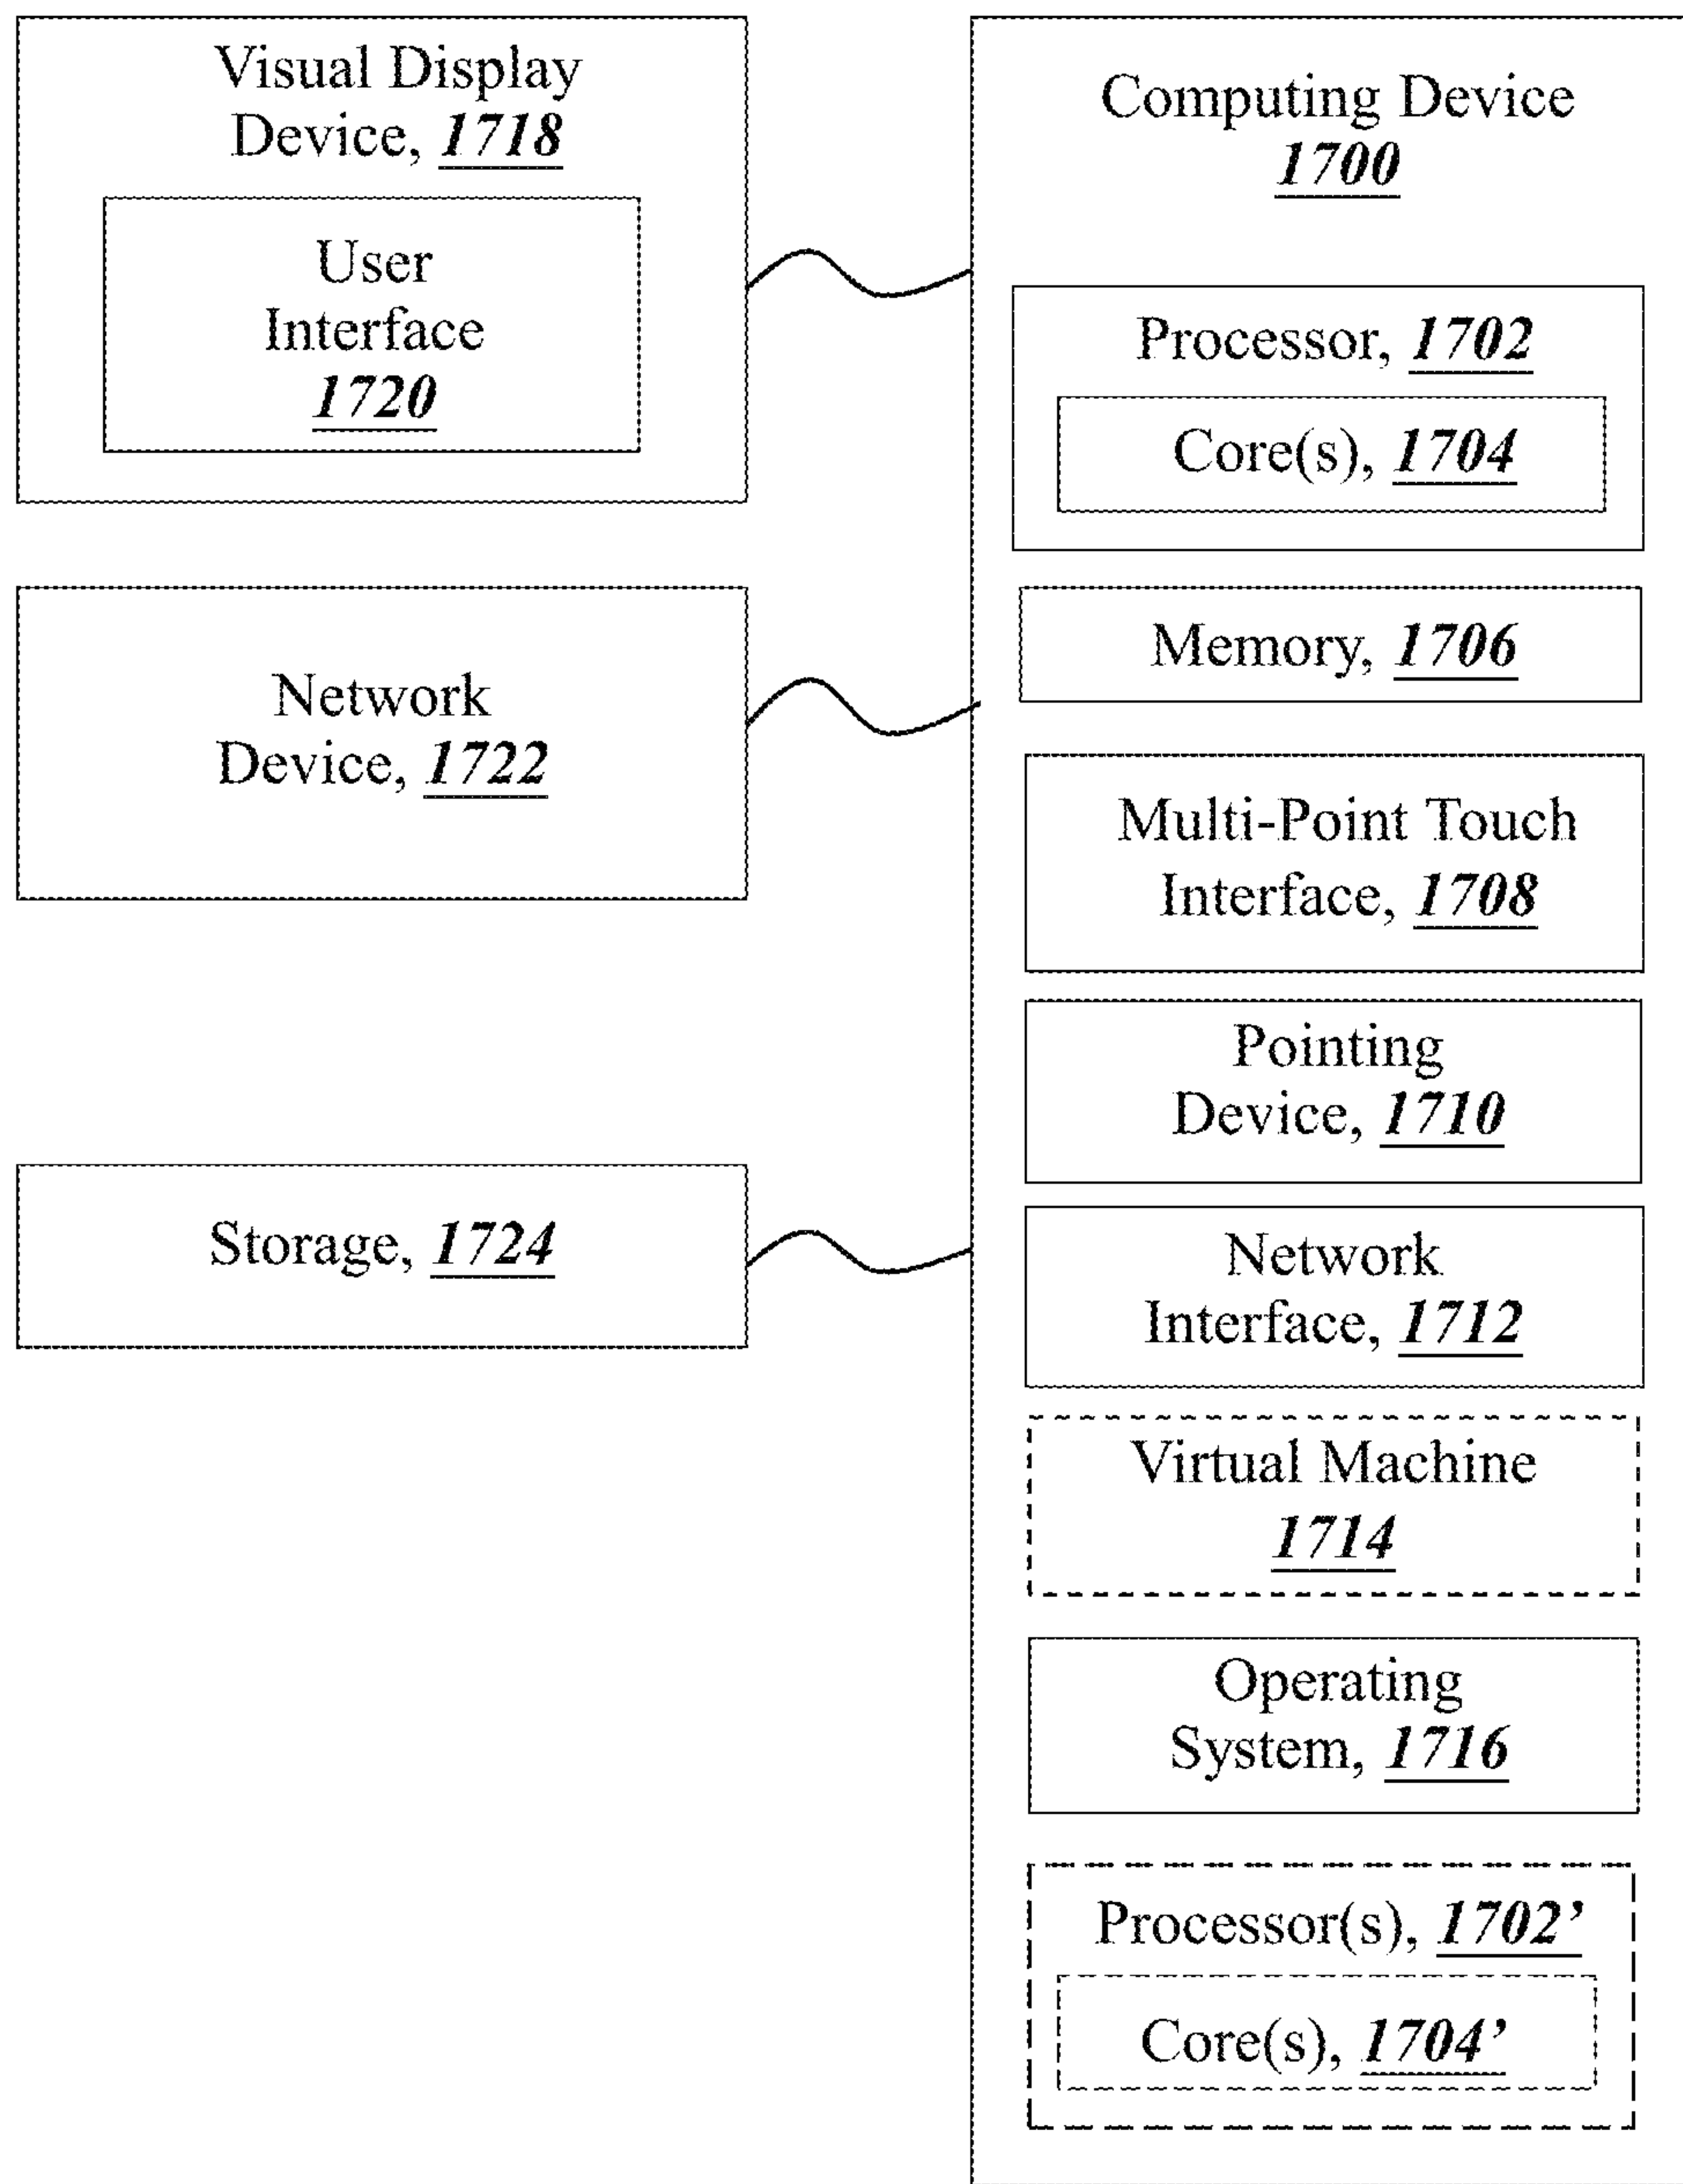 Visual Display
Device, 1718
User
Interface
1720
Network
Device, 1722
Storage, 1724
Computing Device
1700
Processor, 1702
Core(s), 1704
Memory, 1706
Multi-Point Touch
Interface, 1708
Pointing
Device, 1710
Network
Interface, 1712
Virtual Machine
1714
Operating
System, 1716
Processor(s), 1702’
Core(s), 1704’